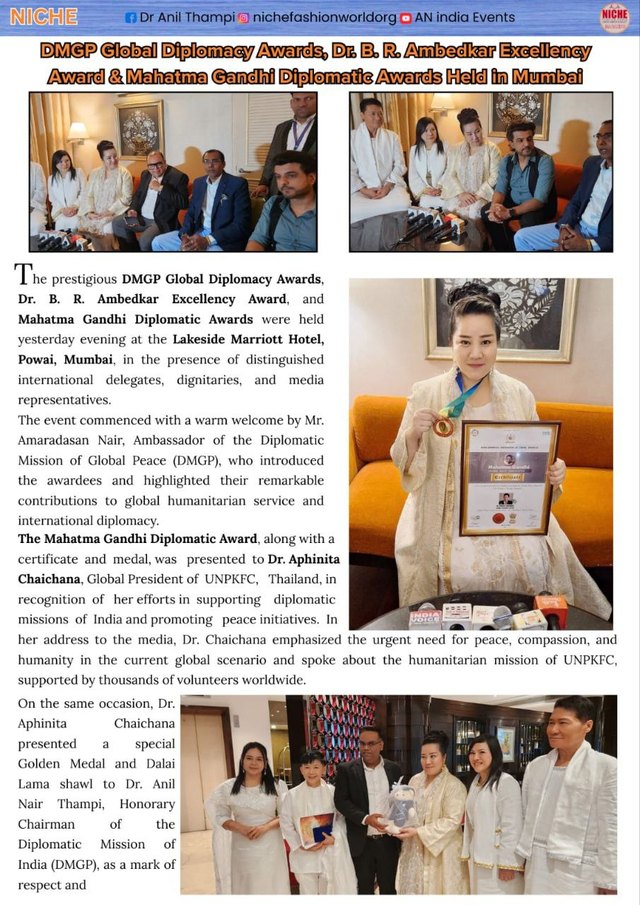 NICHE
Dr Anil Thampi nichefashionworldorg AN india Events
NICHE
DMGP Global Diplomacy Awards, Dr. B. R. Ambedkar Excellency
Award & Mahatma Gandhi Diplomatic Awards Held in Mumbai
The prestigious DMGP Global Diplomacy Awards,
Dr. B. R. Ambedkar Excellency Award, and
Mahatma Gandhi Diplomatic Awards were held
yesterday evening at the Lakeside Marriott Hotel,
Powai, Mumbai, in the presence of distinguished
international delegates, dignitaries, and media
representatives.
The event commenced with a warm welcome by Mr.
Amaradasan Nair, Ambassador of the Diplomatic
Mission of Global Peace (DMGP), who introduced
the awardees and highlighted their remarkable
contributions to global humanitarian service and
international diplomacy.
The Mahatma Gandhi Diplomatic Award, along with a
certificate and medal, was presented to Dr. Aphinita
Chaichana, Global President of UNPKFC, Thailand, in
recognition of her efforts in supporting diplomatic
missions of India and promoting peace initiatives. In
her address to the media, Dr. Chaichana emphasized the urgent need for peace, compassion, and
humanity in the current global scenario and spoke about the humanitarian mission of UNPKFC,
supported by thousands of volunteers worldwide.
Mahatma Gandhi
Certificate
INDIA
VOICE
On the same occasion, Dr.
Aphinita Chaichana
presented a special
Golden Medal and Dalai
Lama shawl to Dr. Anil
Nair Thampi, Honorary
Chairman of the
Diplomatic Mission of
India (DMGP), as a mark of
respect and